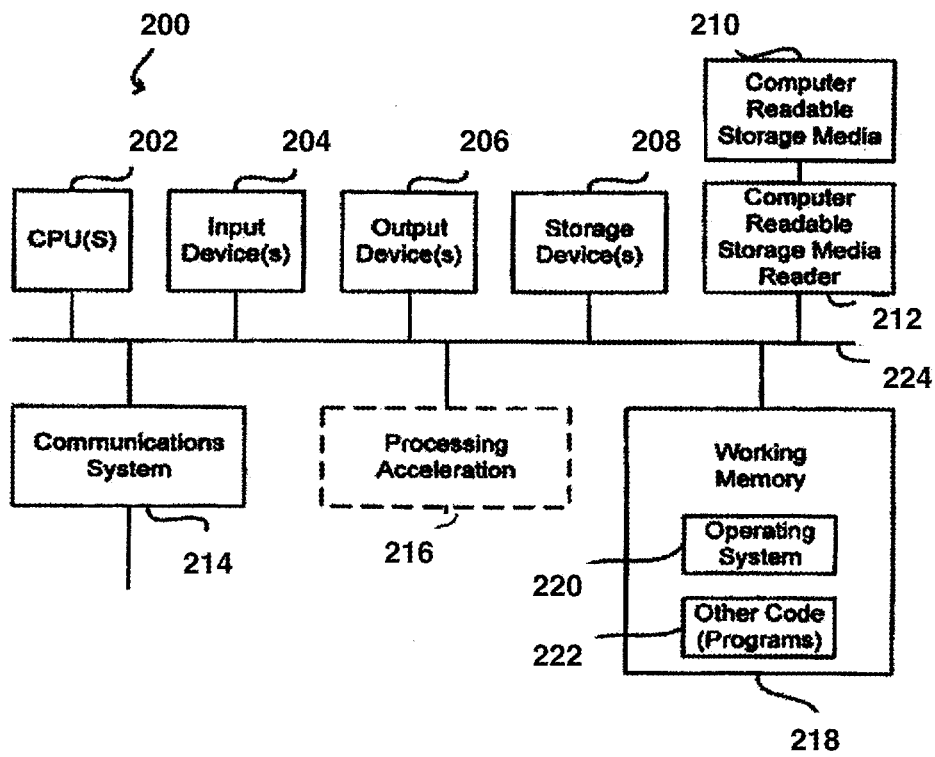 200
210
Computer
Readable
Storage Media
202
204
206
208
CPU(S)
Input
Device(s)
Output
Device(s)
Storage
Device(s)
Computer
Readable
Storage Media
Reader
212
224
Communications
System
214
Processing
Acceleration
216
Working
Memory
Operating
System
220
Other Code
(Programs)
222
218